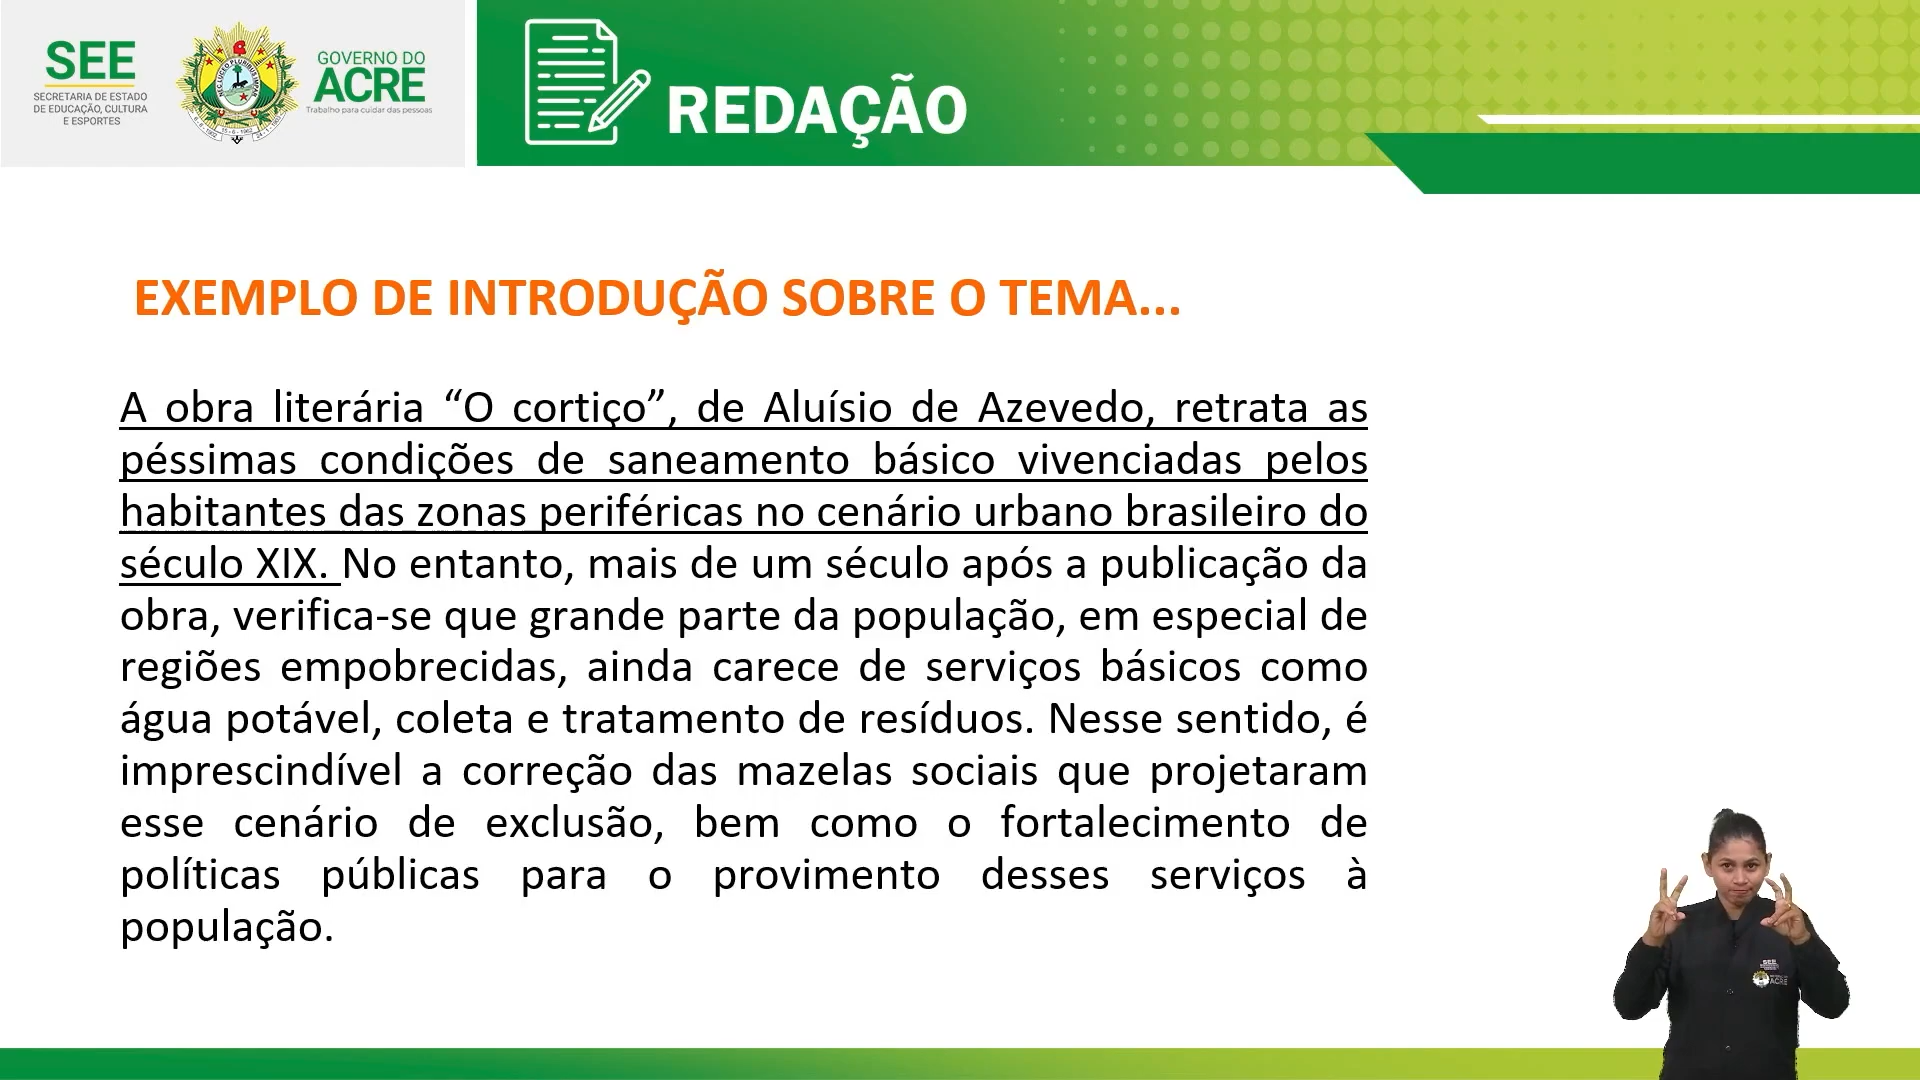 SEE
SECRETARIA DE ESTADO
DE EDUCAÇÃO, CULTURA
E ESPORTES
GOVERNO DO
ACRE
Trabalho para cuidar das pessoas
REDAÇÃO
EXEMPLO DE INTRODUÇÃO SOBRE O TEMA...
A obra literária “O cortiço”, de Aluísio de Azevedo, retrata as
péssimas condições de saneamento básico vivenciadas pelos
habitantes das zonas periféricas no cenário urbano brasileiro do
século XIX. No entanto, mais de um século após a publicação da
obra, verifica-se que grande parte da população, em especial de
regiões empobrecidas, ainda carece de serviços básicos como
água potável, coleta e tratamento de resíduos. Nesse sentido, é
imprescindível a correção das mazelas sociais que projetaram
esse cenário de exclusão, bem como o fortalecimento de
políticas públicas para o provimento desses serviços à
população.
SEE
ACRE